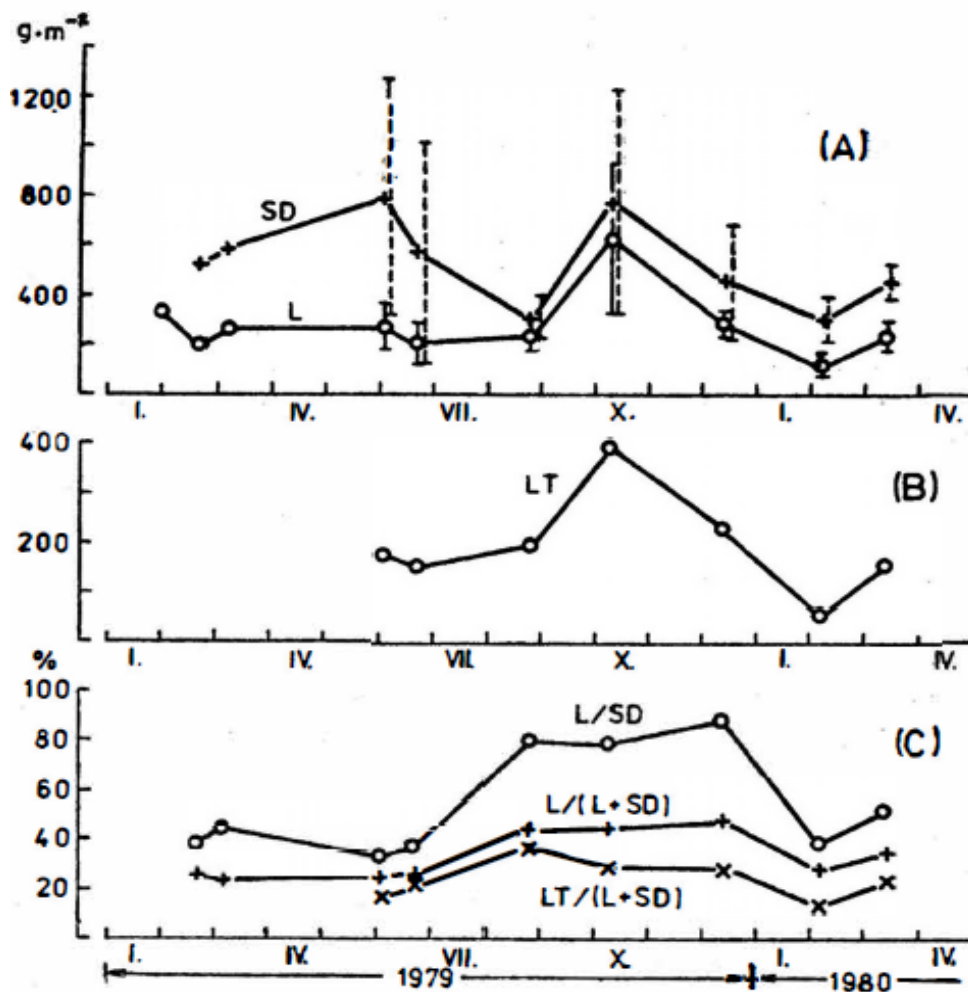 g·m⁻²
1200
(A)
800
SD
400
L
I. IV. VII. X. I. IV.
400
LT
(B)
200
I. IV. VII. X. I. IV.
%
100
L/SD
80
(C)
60
L/(L+SD)
40
20
LT/(L+SD)
0
I. IV. VII. X. I. IV.
1979 1980